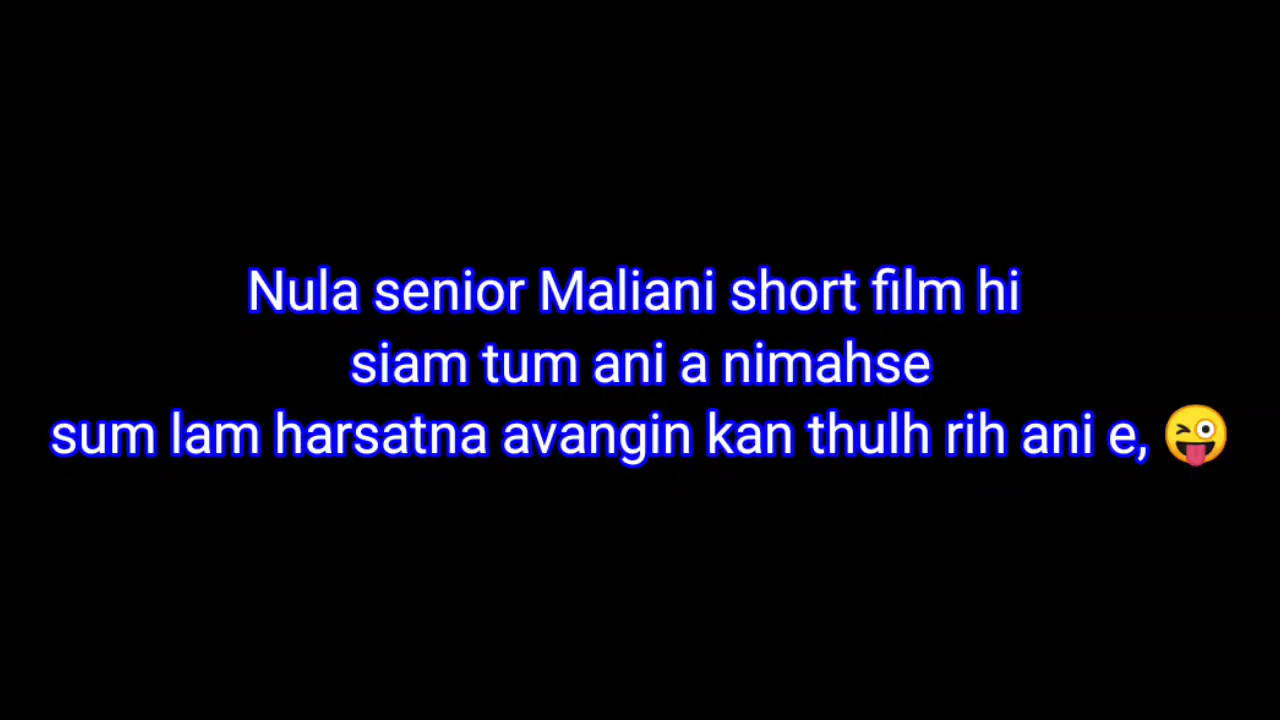 Nula senior Maliani short film hi
siam tum ani a nimahse
sum lam harsatna avangin kan thulh rih ani e, 😜